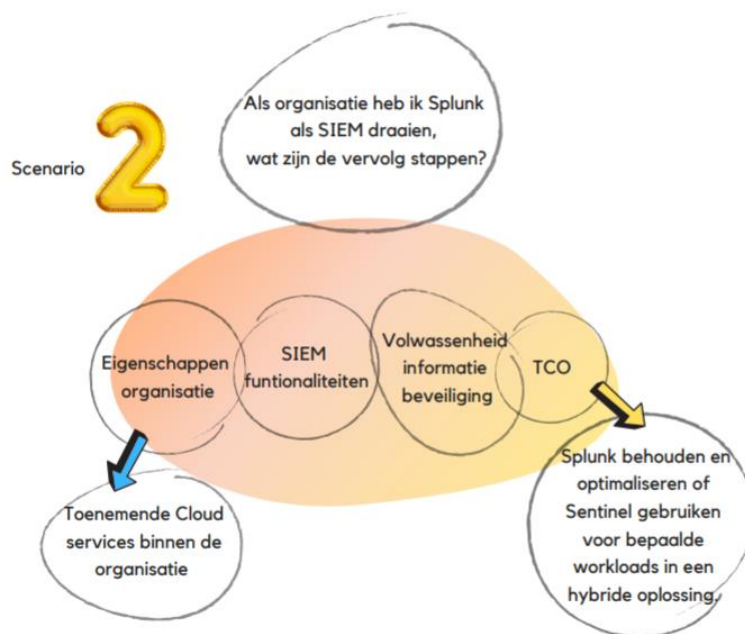 Als organisatie heb ik Splunk
als SIEM draaien,
wat zijn de vervolg stappen?
Scenario
2
Eigenschappen
organisatie
SIEM
funtionaliteiten
Volwassenheid
informatie
beveiliging
TCO
Toenemende Cloud
services binnen de
organisatie
Splunk behouden en
optimaliseren of
Sentinel gebruiken
voor bepaalde
workloads in een
hybride oplossing.